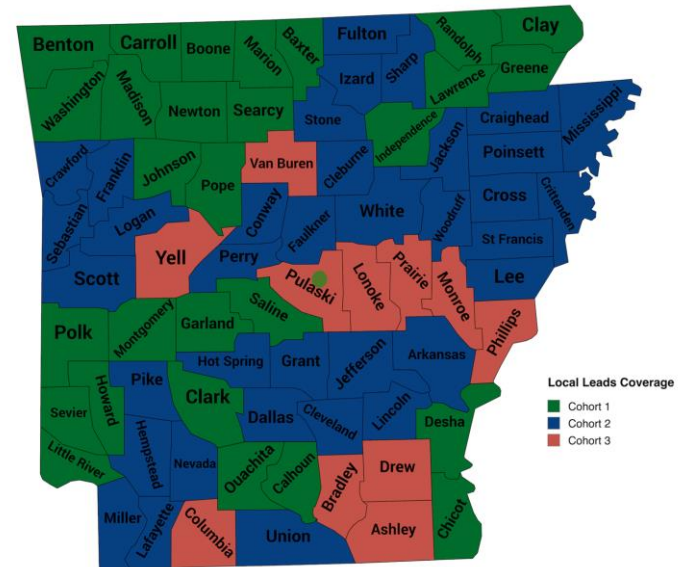 Benton
Carroll
Boone
Marion
Baxter
Fulton
Randolph
Clay
Washington
Madison
Newton
Searcy
Izard
Sharp
Lawrence
Greene
Stone
Independence
Jackson
Craighead
Mississippi
Crawford
Franklin
Johnson
Pope
Van Buren
Cleburne
Poinsett
Sebastian
Logan
Conway
Faulkner
White
Woodruff
Cross
Crittenden
Scott
Yell
Perry
Pulaski
Lonoke
Prairie
Monroe
St Francis
Lee
Phillips
Polk
Montgomery
Garland
Saline
Hot Spring
Grant
Jefferson
Arkansas
Sevier
Howard
Pike
Clark
Dallas
Cleveland
Lincoln
Desha
Little River
Hempstead
Nevada
Ouachita
Calhoun
Bradley
Drew
Chicot
Miller
Lafayette
Columbia
Union
Ashley
Local Leads Coverage
Cohort 1
Cohort 2
Cohort 3